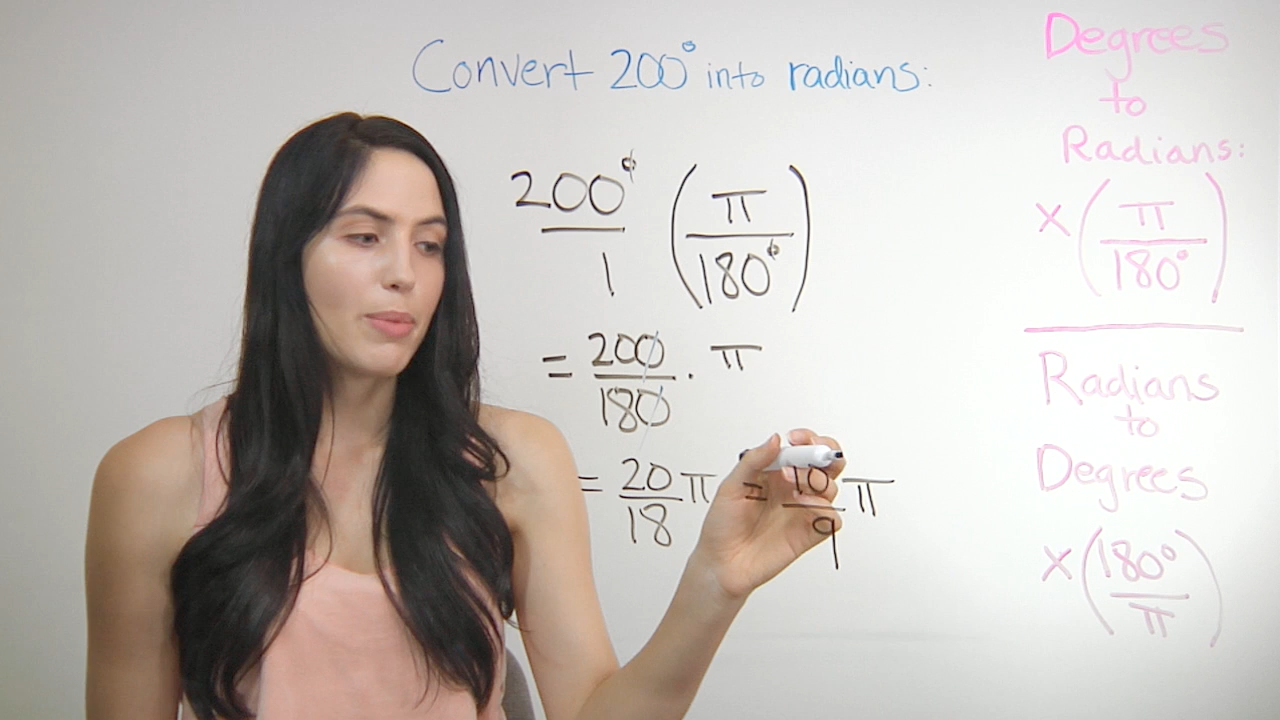 Convert 200° into radians:
200°
1
(π
180°)
= 200
180 · π
= 20
18 π = 10
9 π
Degrees
to
Radians:
× (π
180°)
Radians
to
Degrees
× (180°
π)